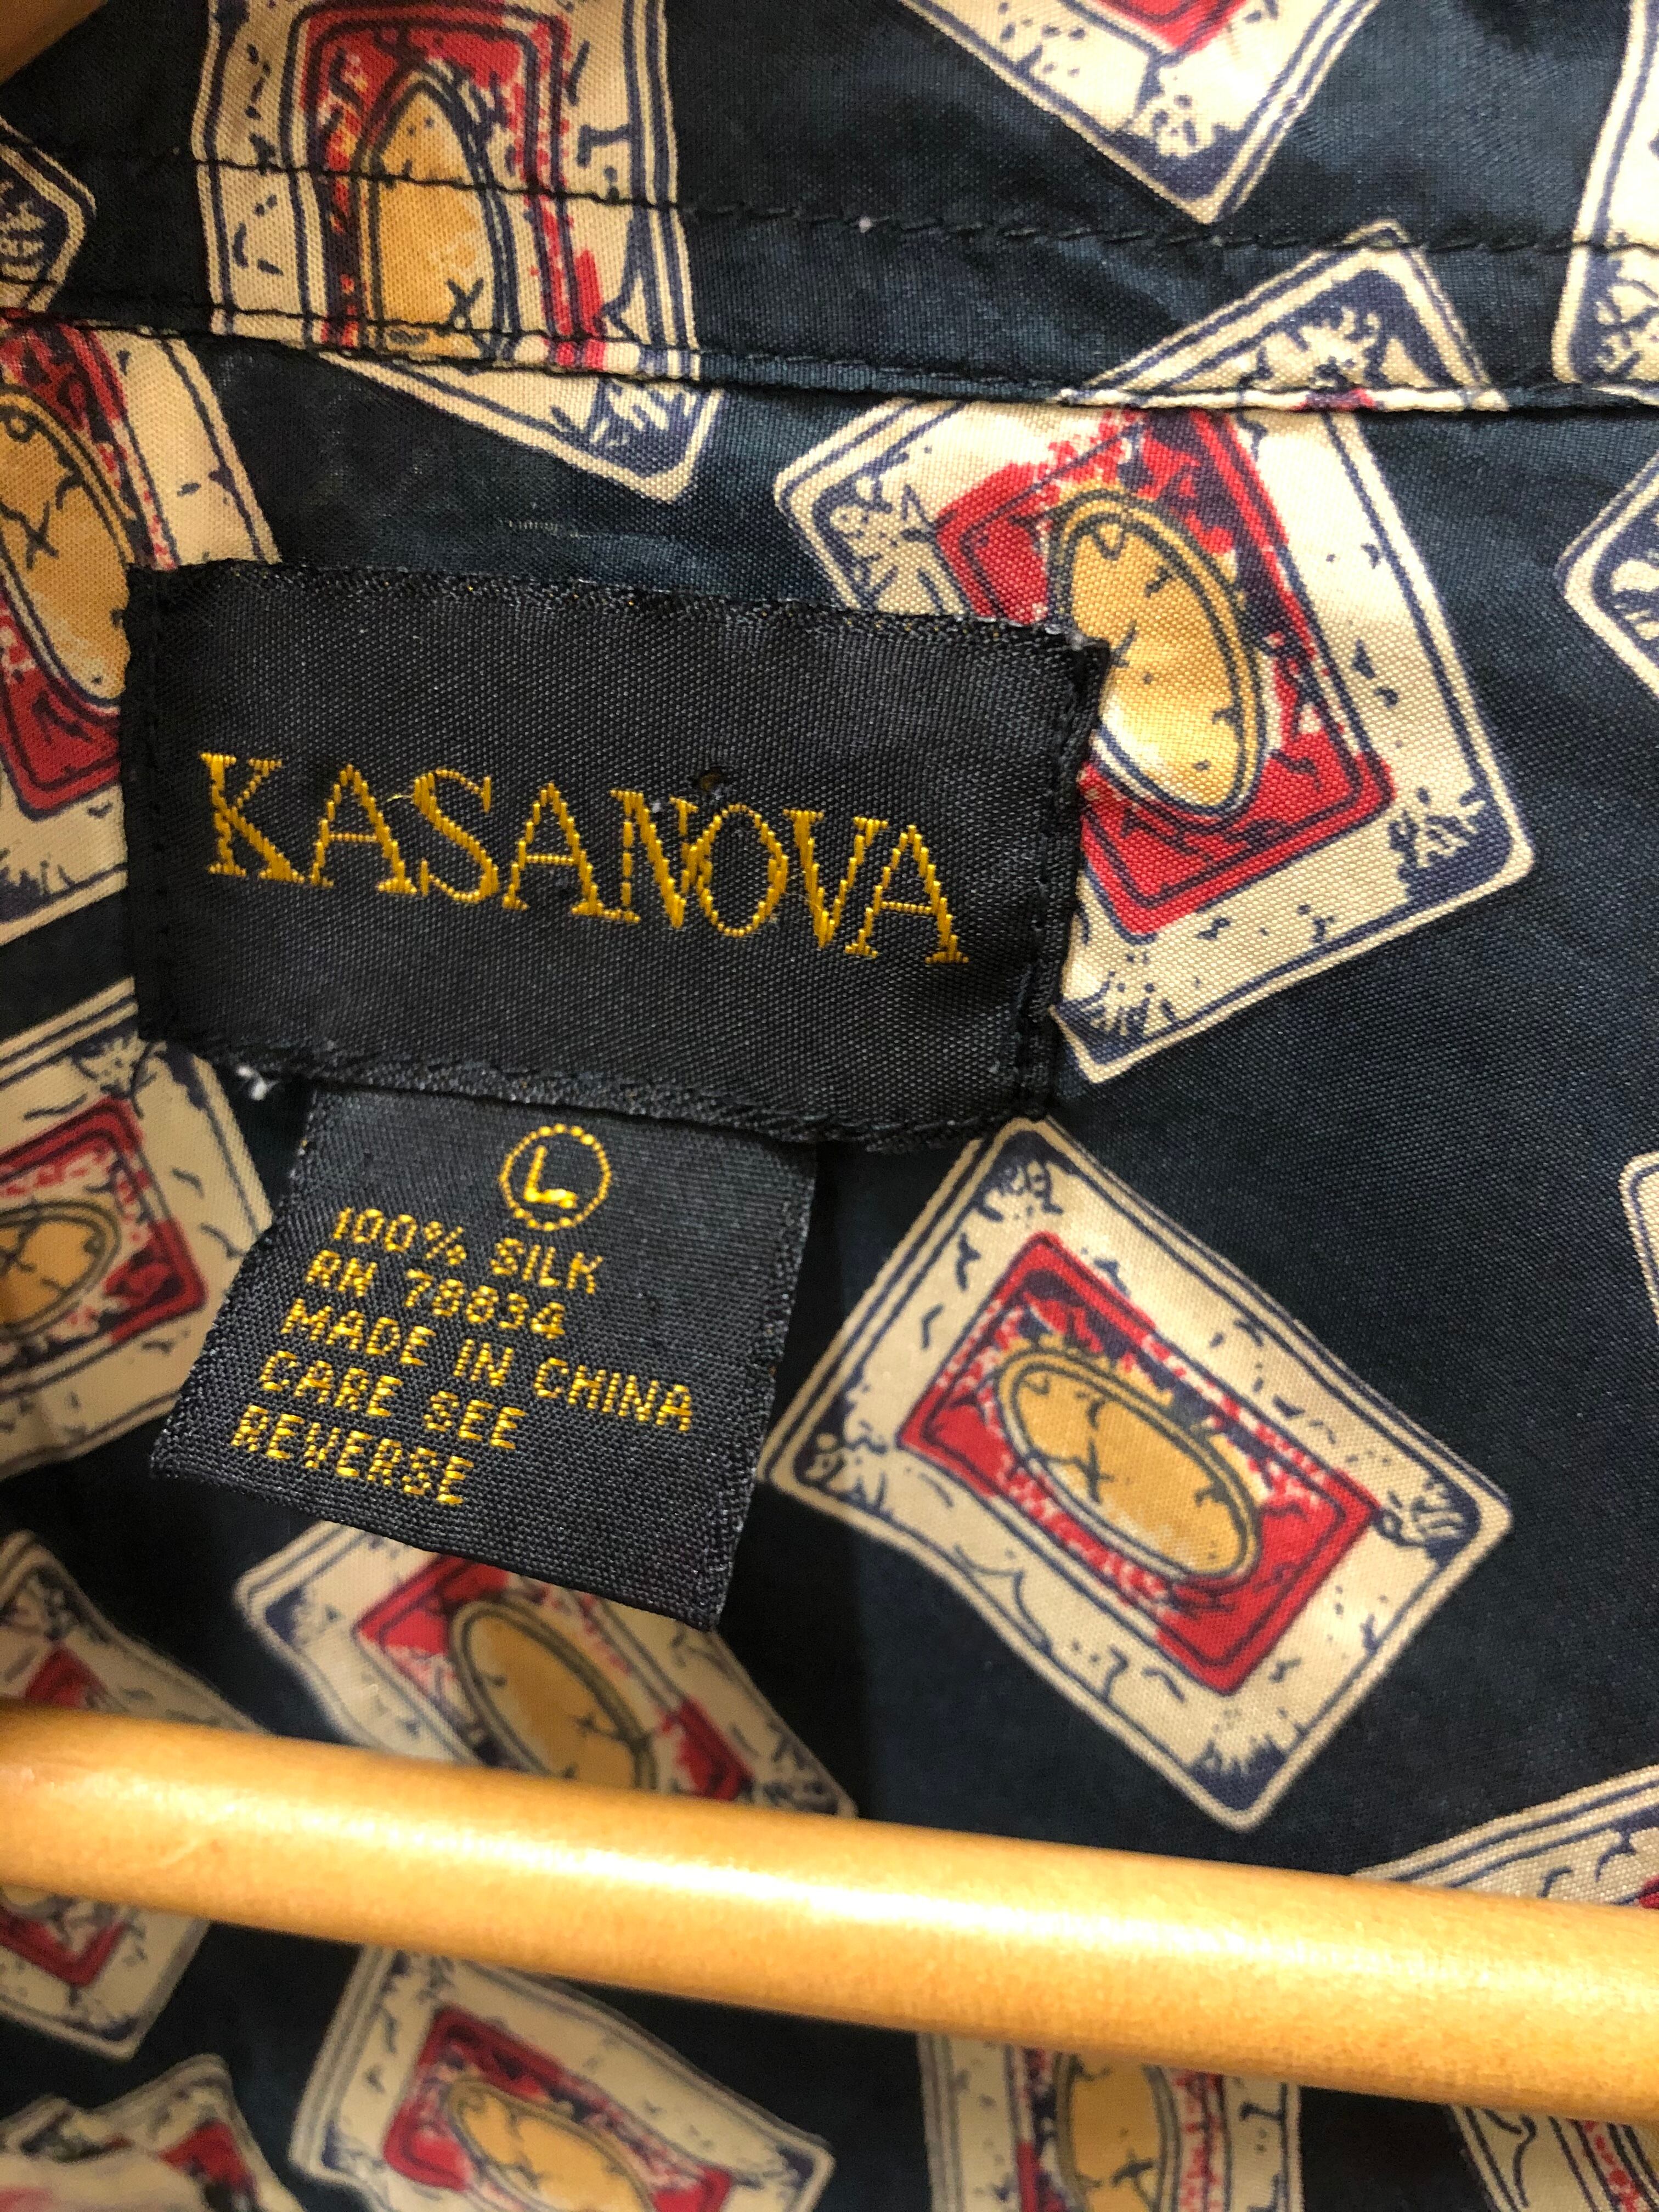 KASANOVA
L
100% SILK
RN 78834
MADE IN CHINA
CARE SEE
REVERSE